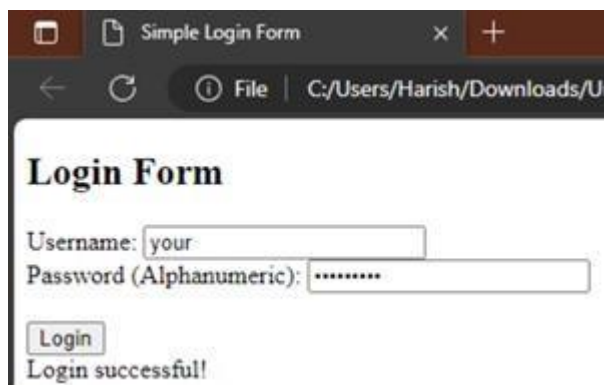 Simple Login Form
File C:/Users/Harish/Downloads/U
Login Form
Username: your
Password (Alphanumeric): •••••••••
Login
Login successful!